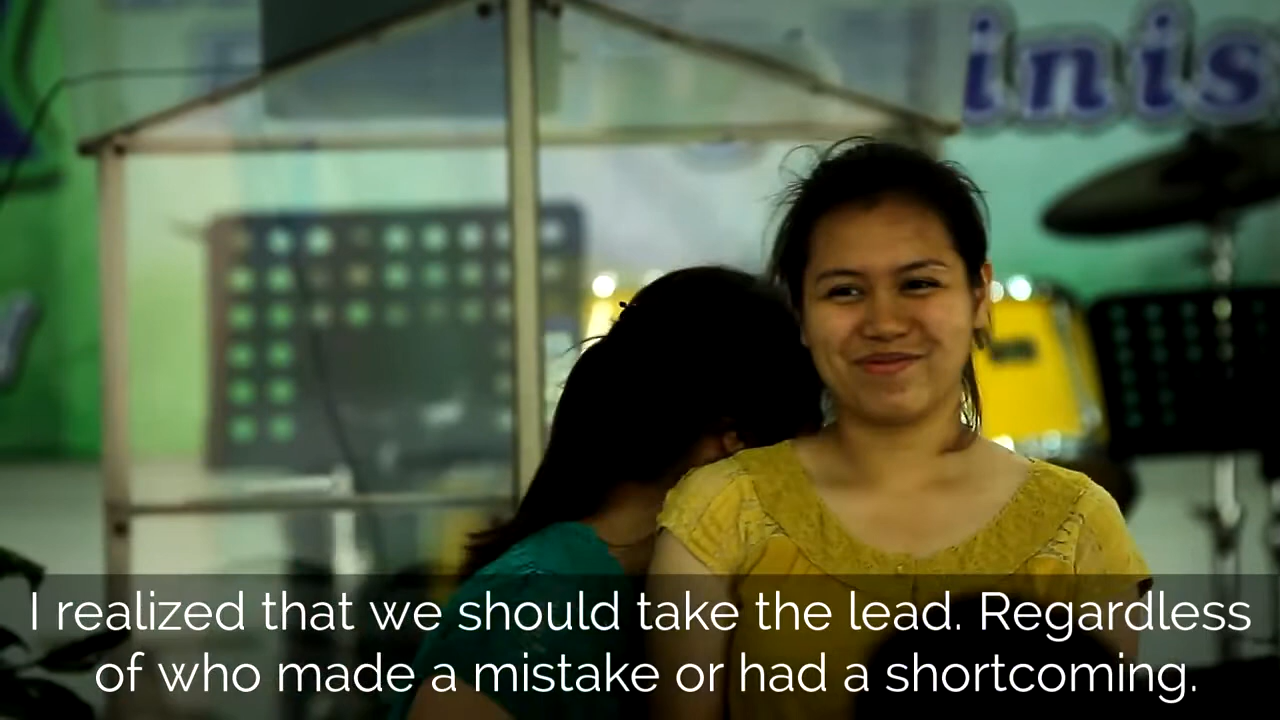 inis
I realized that we should take the lead. Regardless
of who made a mistake or had a shortcoming.